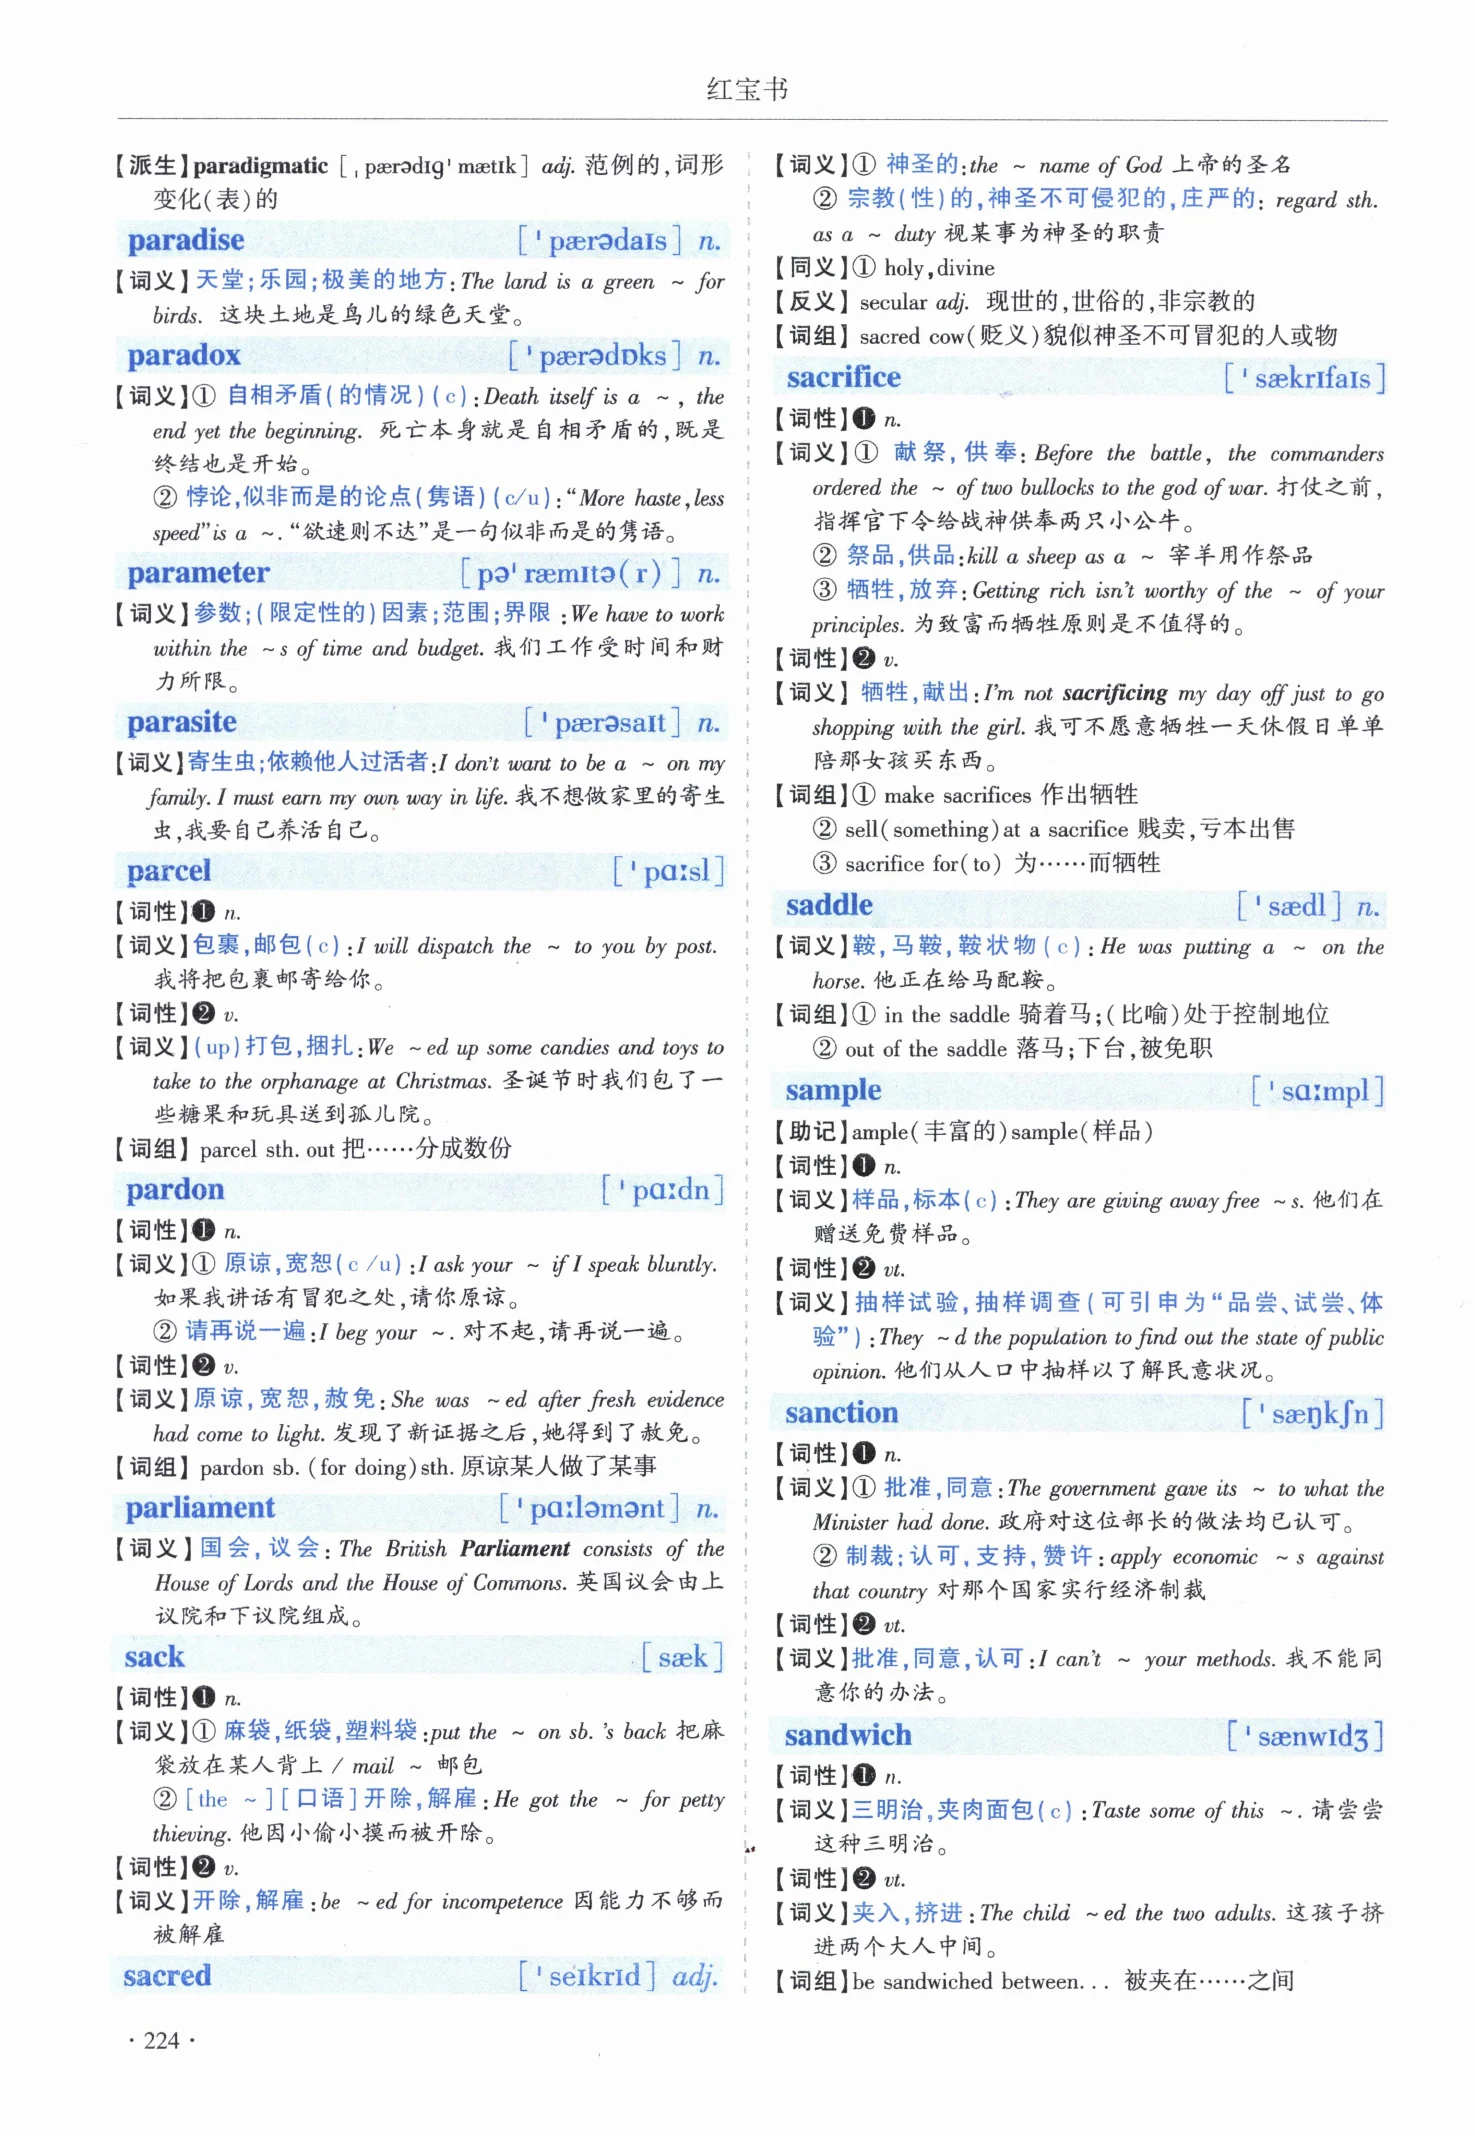 红宝书
【派生】paradigmatic [ˌpærədɪɡˈmætɪk] adj. 范例的,词形
变化(表)的
paradise [ˈpærədaɪs] n.
【词义】天堂;乐园;极美的地方:The land is a green ~ for
birds. 这块土地是鸟儿的绿色天堂。
paradox [ˈpærədɒks] n.
【词义】① 自相矛盾(的情况)(c):Death itself is a ~, the
end yet the beginning. 死亡本身就是自相矛盾的,既是
终结也是开始。
② 悖论,似非而是的论点(隽语)(c/u):“More haste,less
speed”is a ~. “欲速则不达”是一句似非而是的隽语。
parameter [pəˈræmɪtə(r)] n.
【词义】参数;(限定性的)因素;范围;界限:We have to work
within the ~s of time and budget. 我们工作受时间和财
力所限。
parasite [ˈpærəsaɪt] n.
【词义】寄生虫;依赖他人过活者:I don't want to be a ~ on my
family. I must earn my own way in life. 我不想做家里的寄生
虫,我要自己养活自己。
parcel [ˈpɑːsl]
【词性】❶ n.
【词义】包裹,邮包(c):I will dispatch the ~ to you by post.
我将把包裹邮寄给你。
【词性】❷ v.
【词义】(up)打包,捆扎:We ~ed up some candies and toys to
take to the orphanage at Christmas. 圣诞节时我们包了一
些糖果和玩具送到孤儿院。
【词组】parcel sth. out 把……分成数份
pardon [ˈpɑːdn]
【词性】❶ n.
【词义】① 原谅,宽恕(c/u):I ask your ~ if I speak bluntly.
如果我讲话有冒犯之处,请你原谅。
② 请再说一遍:I beg your ~. 对不起,请再说一遍。
【词性】❷ v.
【词义】原谅,宽恕,赦免:She was ~ed after fresh evidence
had come to light. 发现了新证据之后,她得到了赦免。
【词组】pardon sb. (for doing)sth. 原谅某人做了某事
parliament [ˈpɑːləmənt] n.
【词义】国会,议会:The British Parliament consists of the
House of Lords and the House of Commons. 英国议会由上
议院和下议院组成。
sack [sæk]
【词性】❶ n.
【词义】① 麻袋,纸袋,塑料袋:put the ~ on sb. 's back 把麻
袋放在某人背上 / mail ~ 邮包
② [the ~][口语]开除,解雇:He got the ~ for petty
thieving. 他因小偷小摸而被开除。
【词性】❷ v.
【词义】开除,解雇:be ~ed for incompetence 因能力不够而
被解雇
sacred [ˈseɪkrɪd] adj.
【词义】① 神圣的:the ~ name of God 上帝的圣名
② 宗教(性)的,神圣不可侵犯的,庄严的:regard sth.
as a ~ duty 视某事为神圣的职责
【同义】① holy,divine
【反义】secular adj. 现世的,世俗的,非宗教的
【词组】sacred cow(贬义)貌似神圣不可冒犯的人或物
sacrifice [ˈsækrɪfaɪs]
【词性】❶ n.
【词义】① 献祭,供奉:Before the battle, the commanders
ordered the ~ of two bullocks to the god of war. 打仗之前,
指挥官下令给战神供奉两只小公牛。
② 祭品,供品:kill a sheep as a ~ 宰羊用作祭品
③ 牺牲,放弃:Getting rich isn't worthy of the ~ of your
principles. 为致富而牺牲原则是不值得的。
【词性】❷ v.
【词义】牺牲,献出:I'm not sacrificing my day off just to go
shopping with the girl. 我可不愿意牺牲一天休假日单单
陪那女孩买东西。
【词组】① make sacrifices 作出牺牲
② sell(something)at a sacrifice 贱卖,亏本出售
③ sacrifice for(to) 为……而牺牲
saddle [ˈsædl] n.
【词义】鞍,马鞍,鞍状物(c):He was putting a ~ on the
horse. 他正在给马配鞍。
【词组】① in the saddle 骑着马;(比喻)处于控制地位
② out of the saddle 落马;下台,被免职
sample [ˈsɑːmpl]
【助记】ample(丰富的)sample(样品)
【词性】❶ n.
【词义】样品,标本(c):They are giving away free ~s. 他们在
赠送免费样品。
【词性】❷ vt.
【词义】抽样试验,抽样调查(可引申为“品尝、试尝、体
验”):They ~d the population to find out the state of public
opinion. 他们从人口中抽样以了解民意状况。
sanction [ˈsæŋkʃn]
【词性】❶ n.
【词义】① 批准,同意:The government gave its ~ to what the
Minister had done. 政府对这位部长的做法均已认可。
② 制裁;认可,支持,赞许:apply economic ~s against
that country 对那个国家实行经济制裁
【词性】❷ vt.
【词义】批准,同意,认可:I can't ~ your methods. 我不能同
意你的办法。
sandwich [ˈsænwɪdʒ]
【词性】❶ n.
【词义】三明治,夹肉面包(c):Taste some of this ~. 请尝尝
这种三明治。
【词性】❷ vt.
【词义】夹入,挤进:The child ~ed the two adults. 这孩子挤
进两个大人中间。
【词组】be sandwiched between... 被夹在……之间
·224·